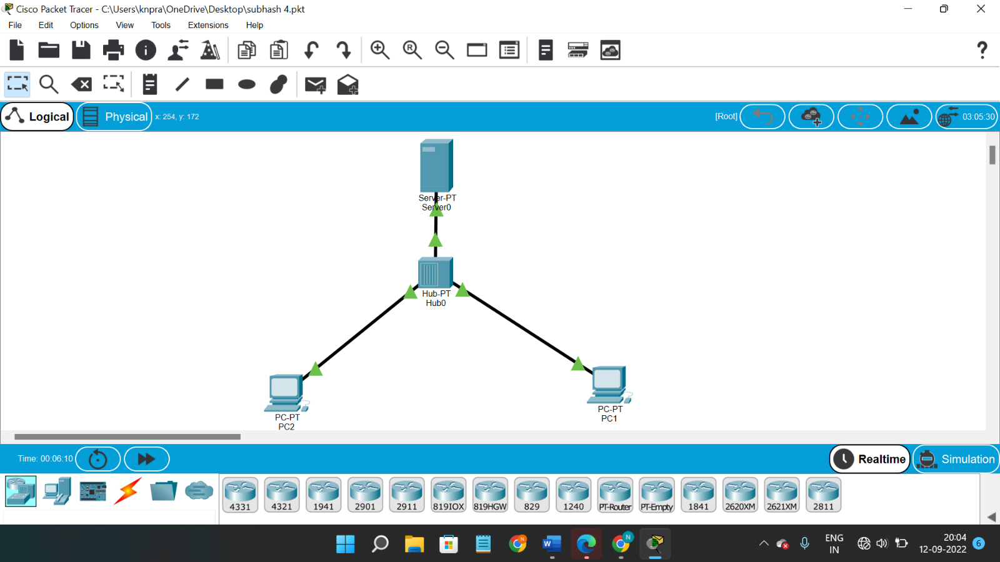 Cisco Packet Tracer - C:\Users\knpra\OneDrive\Desktop\subhash 4.pkt
File Edit Options View Tools Extensions Help
Logical Physical x: 254, y: 172 [Root] 03:05:30
Server-PT
Server0
Hub-PT
Hub0
PC-PT
PC1
PC-PT
PC2
Time: 00:06:10 Realtime Simulation
4331 4321 1941 2901 2911 819IOX 819HGW 829 1240 PT-Router PT-Empty 1841 2620XM 2621XM 2811
ENG
IN
20:04
12-09-2022
6